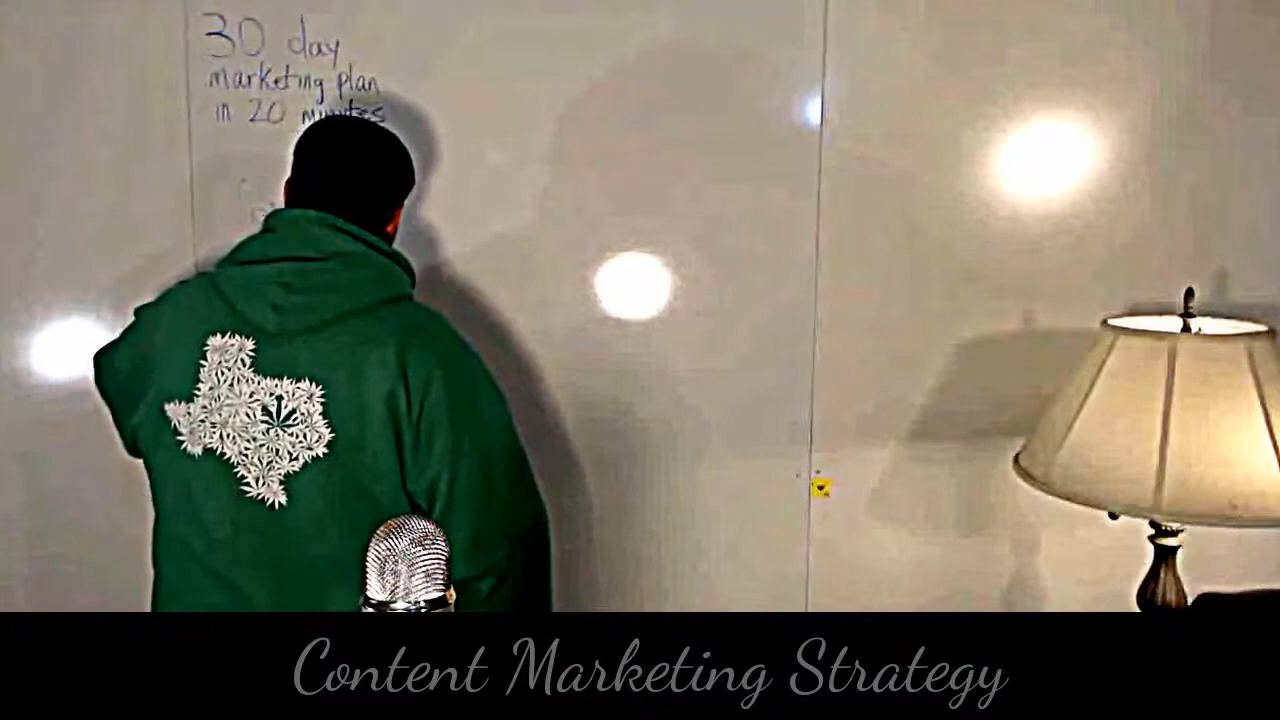 30 day
marketing plan
in 20 minutes
Content Marketing Strategy